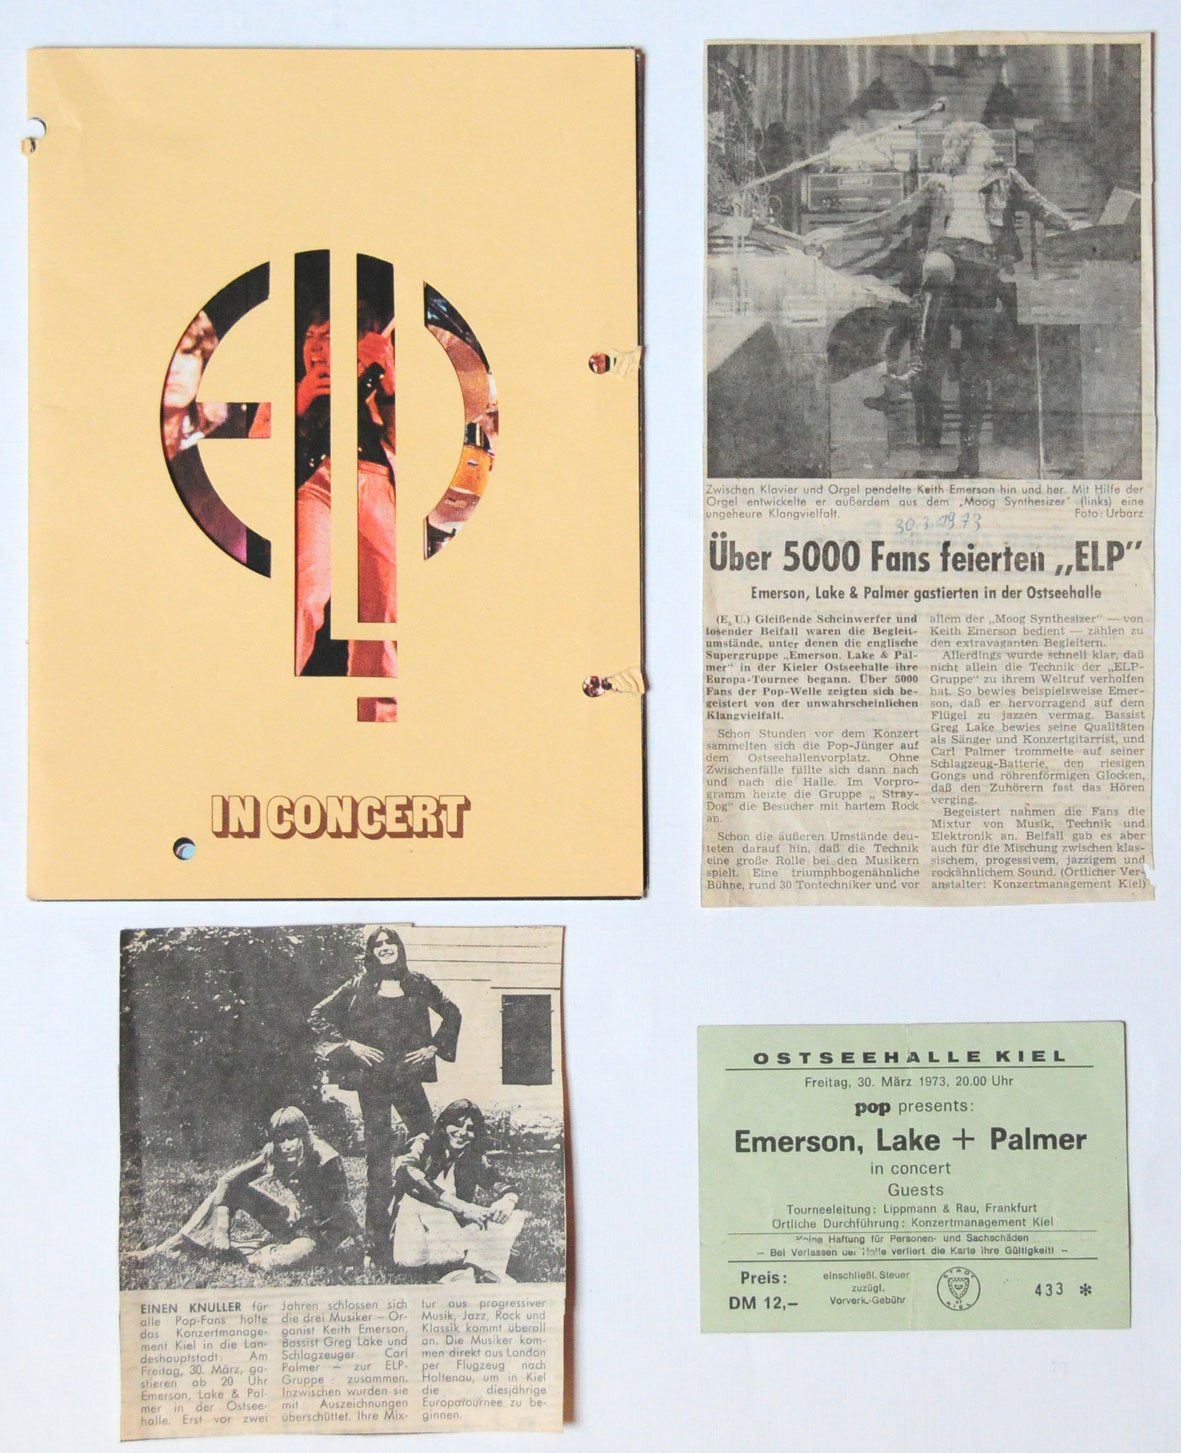 ELP
IN CONCERT
Zwischen Klavier und Orgel pendelte Keith Emerson hin und her. Mit Hilfe der
Orgel entwickelte er außerdem aus dem „Moog Synthesizer" (links) eine
ungeheure Klangvielfalt. Foto: Urbarz
30.3.1973
Über 5000 Fans feierten „ELP"
Emerson, Lake & Palmer gastierten in der Ostseehalle
(E. U.) Gleißende Scheinwerfer und
tosender Beifall waren die Begleit-
umstände, unter denen die englische
Supergruppe „Emerson, Lake & Pal-
mer" in der Kieler Ostseehalle ihre
Europa-Tournee begann. Über 5000
Fans der Pop-Welle zeigten sich be-
geistert von der unwahrscheinlichen
Klangvielfalt.
Schon Stunden vor dem Konzert
sammelten sich die Pop-Jünger auf
dem Ostseehallenvorplatz. Ohne
Zwischenfälle füllte sich dann nach
und nach die Halle. Im Vorpro-
gramm heizte die Gruppe „ Stray-
Dog" die Besucher mit hartem Rock
an.
Schon die äußeren Umstände deu-
teten darauf hin, daß die Technik
eine große Rolle bei den Musikern
spielt. Eine triumphbogenähnliche
Bühne, rund 30 Tontechniker und vor
allem der „Moog Synthesizer" — von
Keith Emerson bedient — zählen zu
den extravaganten Begleitern.
Allerdings wurde schnell klar, daß
nicht allein die Technik der „ELP-
Gruppe" zu ihrem Weltruf verholfen
hat. So bewies beispielsweise Emer-
son, daß er hervorragend auf dem
Flügel zu jazzen vermag. Bassist
Greg Lake bewies seine Qualitäten
als Sänger und Konzertgitarrist, und
Carl Palmer trommelte auf seiner
Schlagzeug-Batterie, den riesigen
Gongs und röhrenförmigen Glocken,
daß den Zuhörern fast das Hören
verging.
Begeistert nahmen die Fans die
Mixtur von Musik, Technik und
Elektronik an. Beifall gab es aber
auch für die Mischung zwischen klas-
sischem, progessivem, jazzigem und
rockähnlichem Sound. (Örtlicher Ver-
anstalter: Konzertmanagement Kiel)
EINEN KNULLER für
alle Pop-Fans holte
das Konzertmanage-
ment Kiel in die Lan-
deshauptstadt: Am
Freitag, 30. März, ga-
stieren ab 20 Uhr
Emerson, Lake & Pal-
mer in der Ostsee-
halle. Erst vor zwei
Jahren schlossen sich
die drei Musiker – Or-
ganist Keith Emerson,
Bassist Greg Lake und
Schlagzeuger Carl
Palmer – zur ELP-
Gruppe zusammen.
Inzwischen wurden sie
mit Auszeichnungen
überschüttet. Ihre Mix-
tur aus progressiver
Musik, Jazz, Rock und
Klassik kommt überall
an. Die Musiker kom-
men direkt aus London
per Flugzeug nach
Holtenau, um in Kiel
die diesjährige
Europatournee zu be-
ginnen.
OSTSEEHALLE KIEL
Freitag, 30. März 1973, 20.00 Uhr
pop presents:
Emerson, Lake + Palmer
in concert
Guests
Tourneeleitung: Lippmann & Rau, Frankfurt
Örtliche Durchführung: Konzertmanagement Kiel
Keine Haftung für Personen- und Sachschäden
– Bei Verlassen der Halle verliert die Karte ihre Gültigkeit! –
Preis:
DM 12,–
einschließl. Steuer
zuzügl.
Vorverk.-Gebühr
STADT
KIEL
433 *